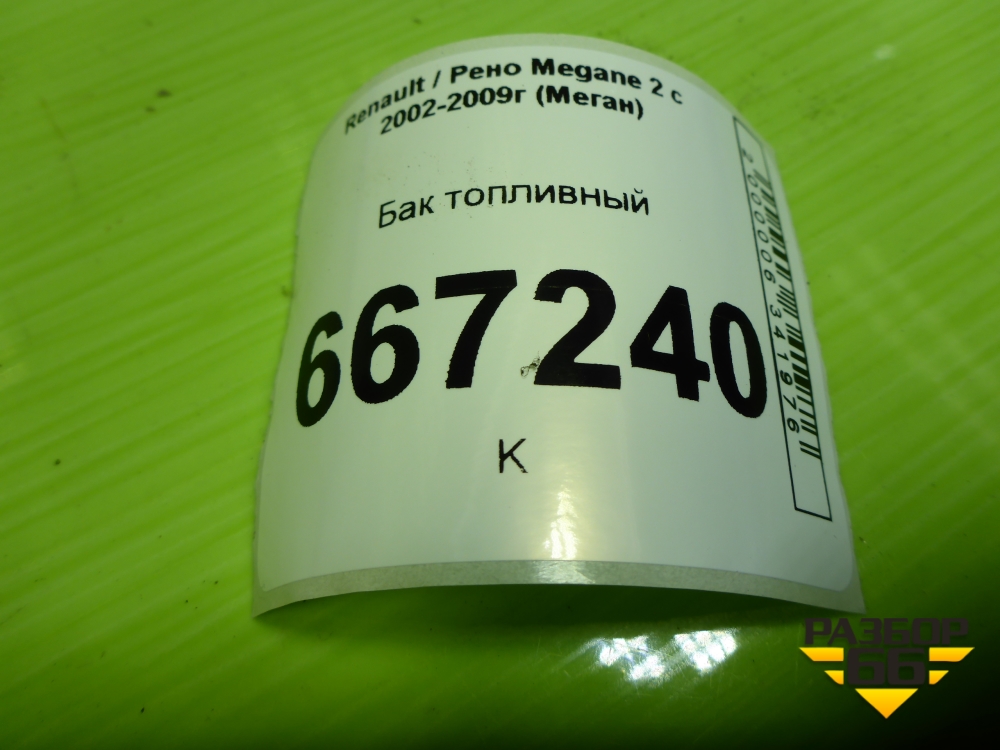 Renault / Рено Megane 2 с
2002-2009г (Меган)
Бак топливный
667240
К
2000006341976
РАЗБОР
66